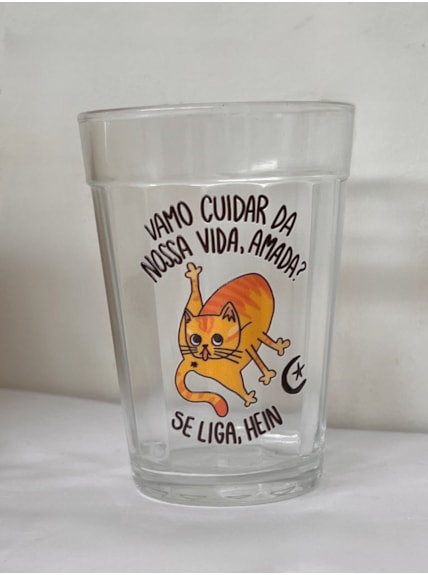 VAMO CUIDAR DA
NOSSA VIDA, AMADA?
SE LIGA, HEIN